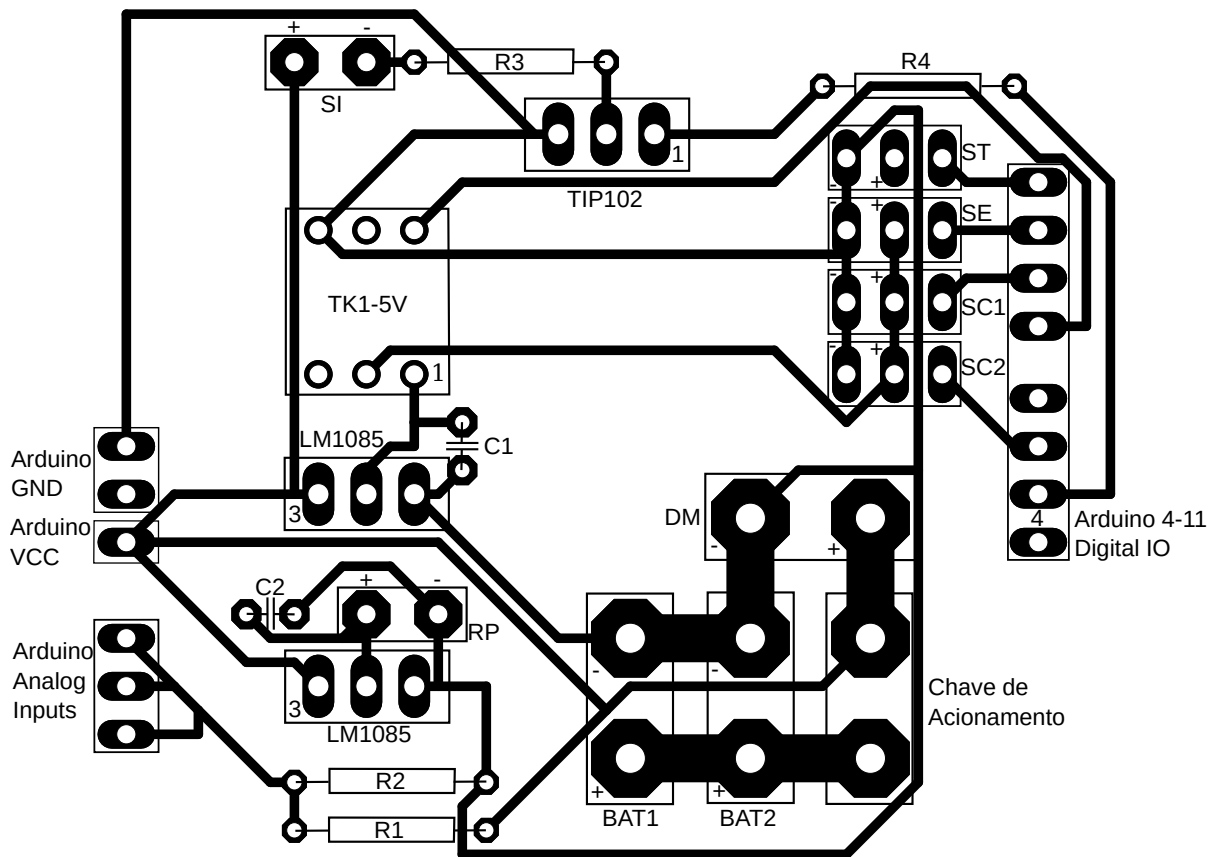 + -
SI
R3
R4
1
TIP102
ST
- +
- +
SE
- +
SC1
- +
SC2
TK1-5V
1
LM1085
C1
3
Arduino
GND
Arduino
VCC
DM
- +
4
Arduino 4-11
Digital IO
C2
+ -
RP
Arduino
Analog
Inputs
3
LM1085
- -
Chave de
Acionamento
R2
R1
+ +
BAT1
BAT2